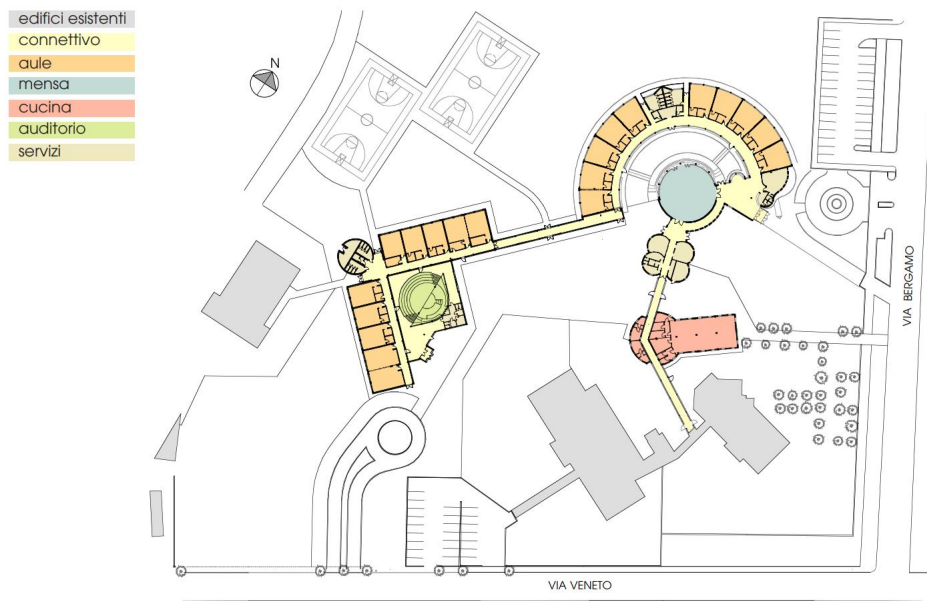 edifici esistenti
connettivo
aule
mensa
cucina
auditorio
servizi
N
VIA BERGAMO
VIA VENETO